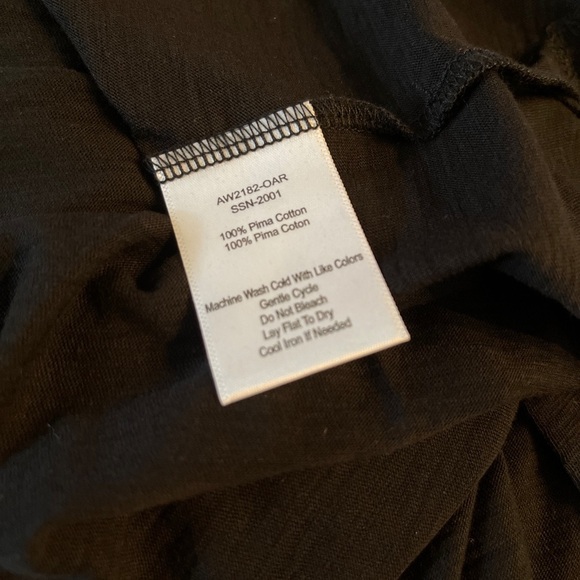 AW2182-OAR
SSN-2001
100% Pima Cotton
100% Pima Coton
Machine Wash Cold With Like Colors
Gentle Cycle
Do Not Bleach
Lay Flat To Dry
Cool Iron If Needed